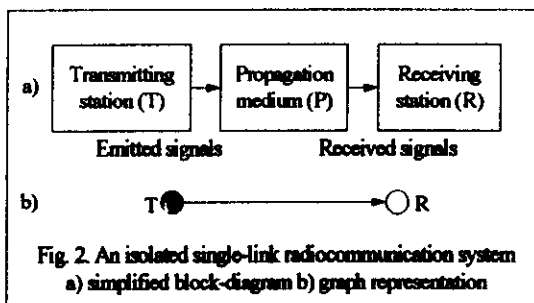 a)
Transmitting
station (T)
Propagation
medium (P)
Receiving
station (R)
Emitted signals
Received signals
b)
T
R
Fig. 2. An isolated single-link radiocommunication system
a) simplified block-diagram b) graph representation